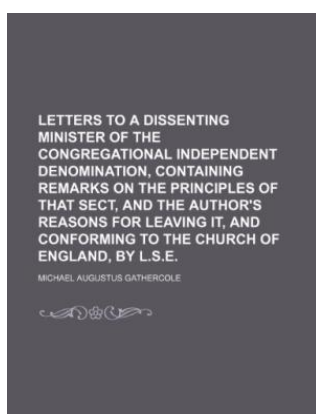 LETTERS TO A DISSENTING
MINISTER OF THE
CONGREGATIONAL INDEPENDENT
DENOMINATION, CONTAINING
REMARKS ON THE PRINCIPLES OF
THAT SECT, AND THE AUTHOR'S
REASONS FOR LEAVING IT, AND
CONFORMING TO THE CHURCH OF
ENGLAND, BY L.S.E.
MICHAEL AUGUSTUS GATHERCOLE